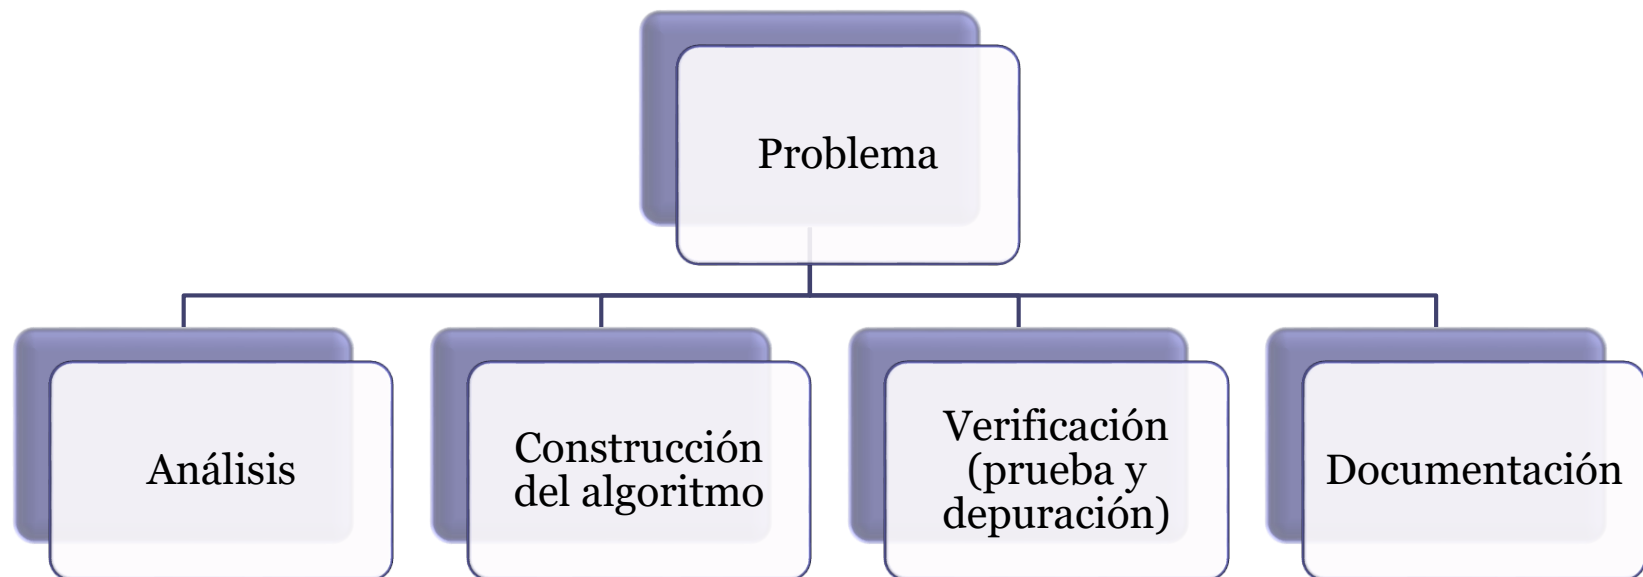 Problema
Análisis
Construcción
del algoritmo
Verificación
(prueba y
depuración)
Documentación